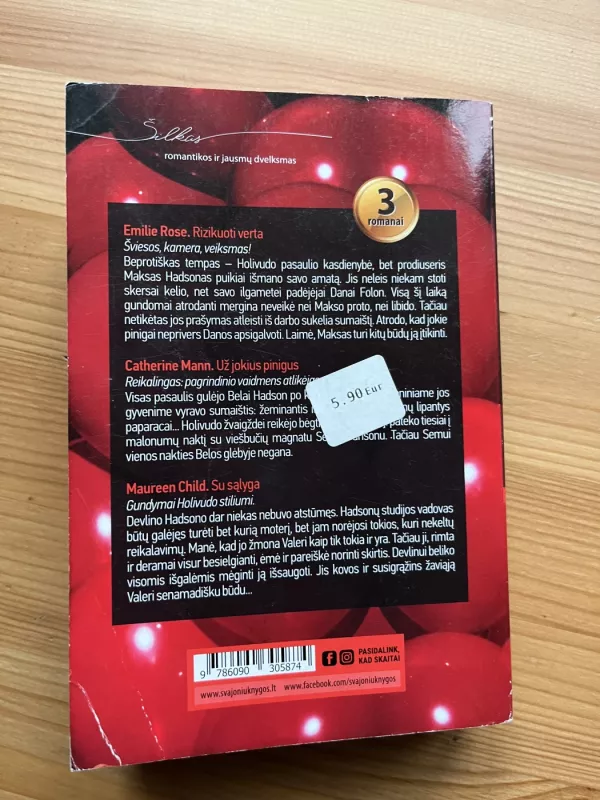 Šilkas
romantikos ir jausmų dvelksmas
3
romanai
Emilie Rose. Rizikuoti verta
Šviesos, kamera, veiksmas!
Beprotiškas tempas – Holivudo pasaulio kasdienybė, bet prodiuseris
Maksas Hadsonas puikiai išmano savo amatą. Jis neleis niekam stoti
skersai kelio, net savo ilgametei padėjėjai Danai Folon. Visą šį laiką
gundomai atrodanti mergina neveikė nei Makso proto, nei libido. Tačiau
netikėtas jos prašymas atleisti iš darbo sukelia sumaištį. Atrodo, kad jokie
pinigai neprivers Danos apsigalvoti. Laimė, Maksas turi kitų būdų ją įtikinti.
Catherine Mann. Už jokius pinigus
Reikalingas: pagrindinio vaidmens
Visas pasaulis gulėjo Belai Hadson po jos
gyvenime vyravo sumaištis: žeminantis lipantys
paparacai... Holivudo žvaigždei reikėjo paleko tiesiai į
malonumų naktį su viešbučių magnatu Tačiau Semui
vienos nakties Belos glėbyje negana.
5.90 Eur
Maureen Child. Su sąlyga
Gundymai Holivudo stiliumi.
Devlino Hadsono dar niekas nebuvo atstūmęs. Hadsonų studijos vadovas
būtų galėjęs turėti bet kurią moterį, bet jam norėjosi tokios, kuri nekeltų
reikalavimų. Manė, kad jo žmona Valeri kaip tik tokia ir yra. Tačiau ji, rimta
ir deramai visur besielgianti, ėmė ir pareiškė norinti skirtis. Devlinui beliko
visomis išgalėmis mėginti ją išsaugoti. Jis kovos ir susigrąžins žaviąją
Valeri senamadišku būdu...
9 786090 305874
PASIDALINK,
KAD SKAITAI
www.svajoniuknygos.lt www.facebook.com/svajoniuknygos